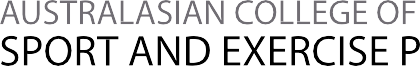 AUSTRALASIAN COLLEGE OF
SPORT AND EXERCISE P